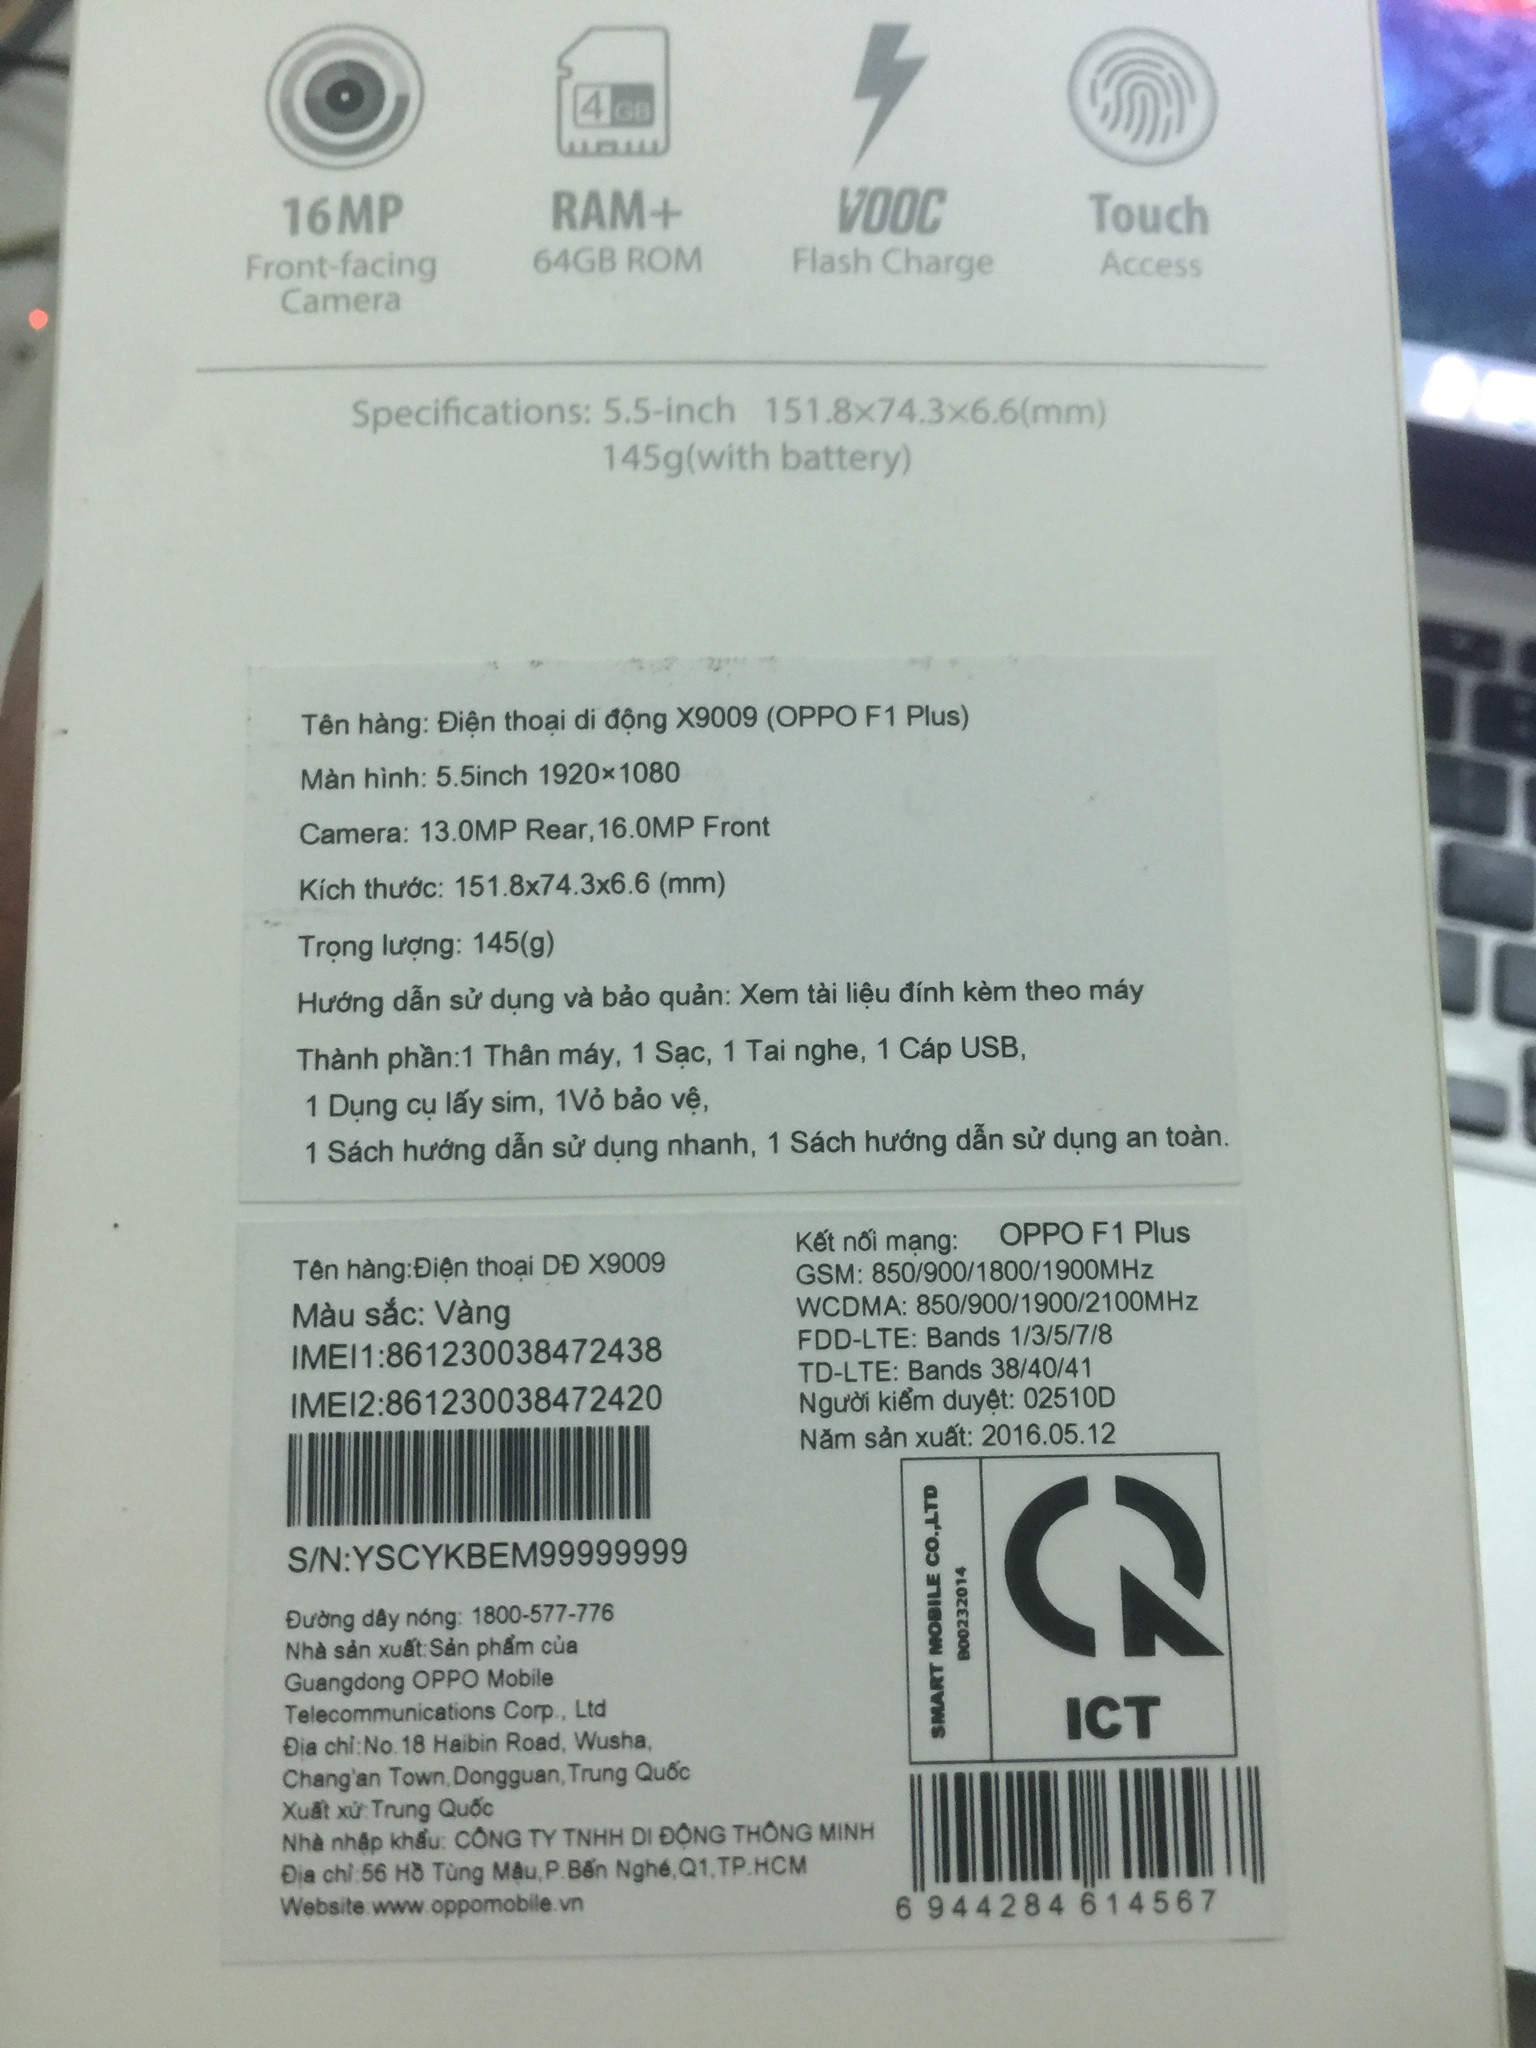 4 GB
16MP
Front-facing
Camera
RAM+
64GB ROM
VOOC
Flash Charge
Touch
Access
Specifications: 5.5-inch 151.8×74.3×6.6(mm)
145g(with battery)
Tên hàng: Điện thoại di động X9009 (OPPO F1 Plus)
Màn hình: 5.5inch 1920×1080
Camera: 13.0MP Rear,16.0MP Front
Kích thước: 151.8x74.3x6.6 (mm)
Trọng lượng: 145(g)
Hướng dẫn sử dụng và bảo quản: Xem tài liệu đính kèm theo máy
Thành phần:1 Thân máy, 1 Sạc, 1 Tai nghe, 1 Cáp USB,
1 Dụng cụ lấy sim, 1Vỏ bảo vệ,
1 Sách hướng dẫn sử dụng nhanh, 1 Sách hướng dẫn sử dụng an toàn.
Tên hàng:Điện thoại DĐ X9009
Màu sắc: Vàng
IMEI1:861230038472438
IMEI2:861230038472420
S/N:YSCYKBEM99999999
Đường dây nóng: 1800-577-776
Nhà sản xuất:Sản phẩm của
Guangdong OPPO Mobile
Telecommunications Corp., Ltd
Địa chỉ:No.18 Haibin Road, Wusha,
Chang'an Town,Dongguan,Trung Quốc
Xuất xứ:Trung Quốc
Nhà nhập khẩu: CÔNG TY TNHH DI ĐỘNG THÔNG MINH
Địa chỉ:56 Hồ Tùng Mậu,P.Bến Nghé,Q1,TP.HCM
Website:www.oppomobile.vn
Kết nối mạng: OPPO F1 Plus
GSM: 850/900/1800/1900MHz
WCDMA: 850/900/1900/2100MHz
FDD-LTE: Bands 1/3/5/7/8
TD-LTE: Bands 38/40/41
Người kiểm duyệt: 02510D
Năm sản xuất: 2016.05.12
SMART MOBILE CO.,LTD
B00232014
ICT
6 944284 614567